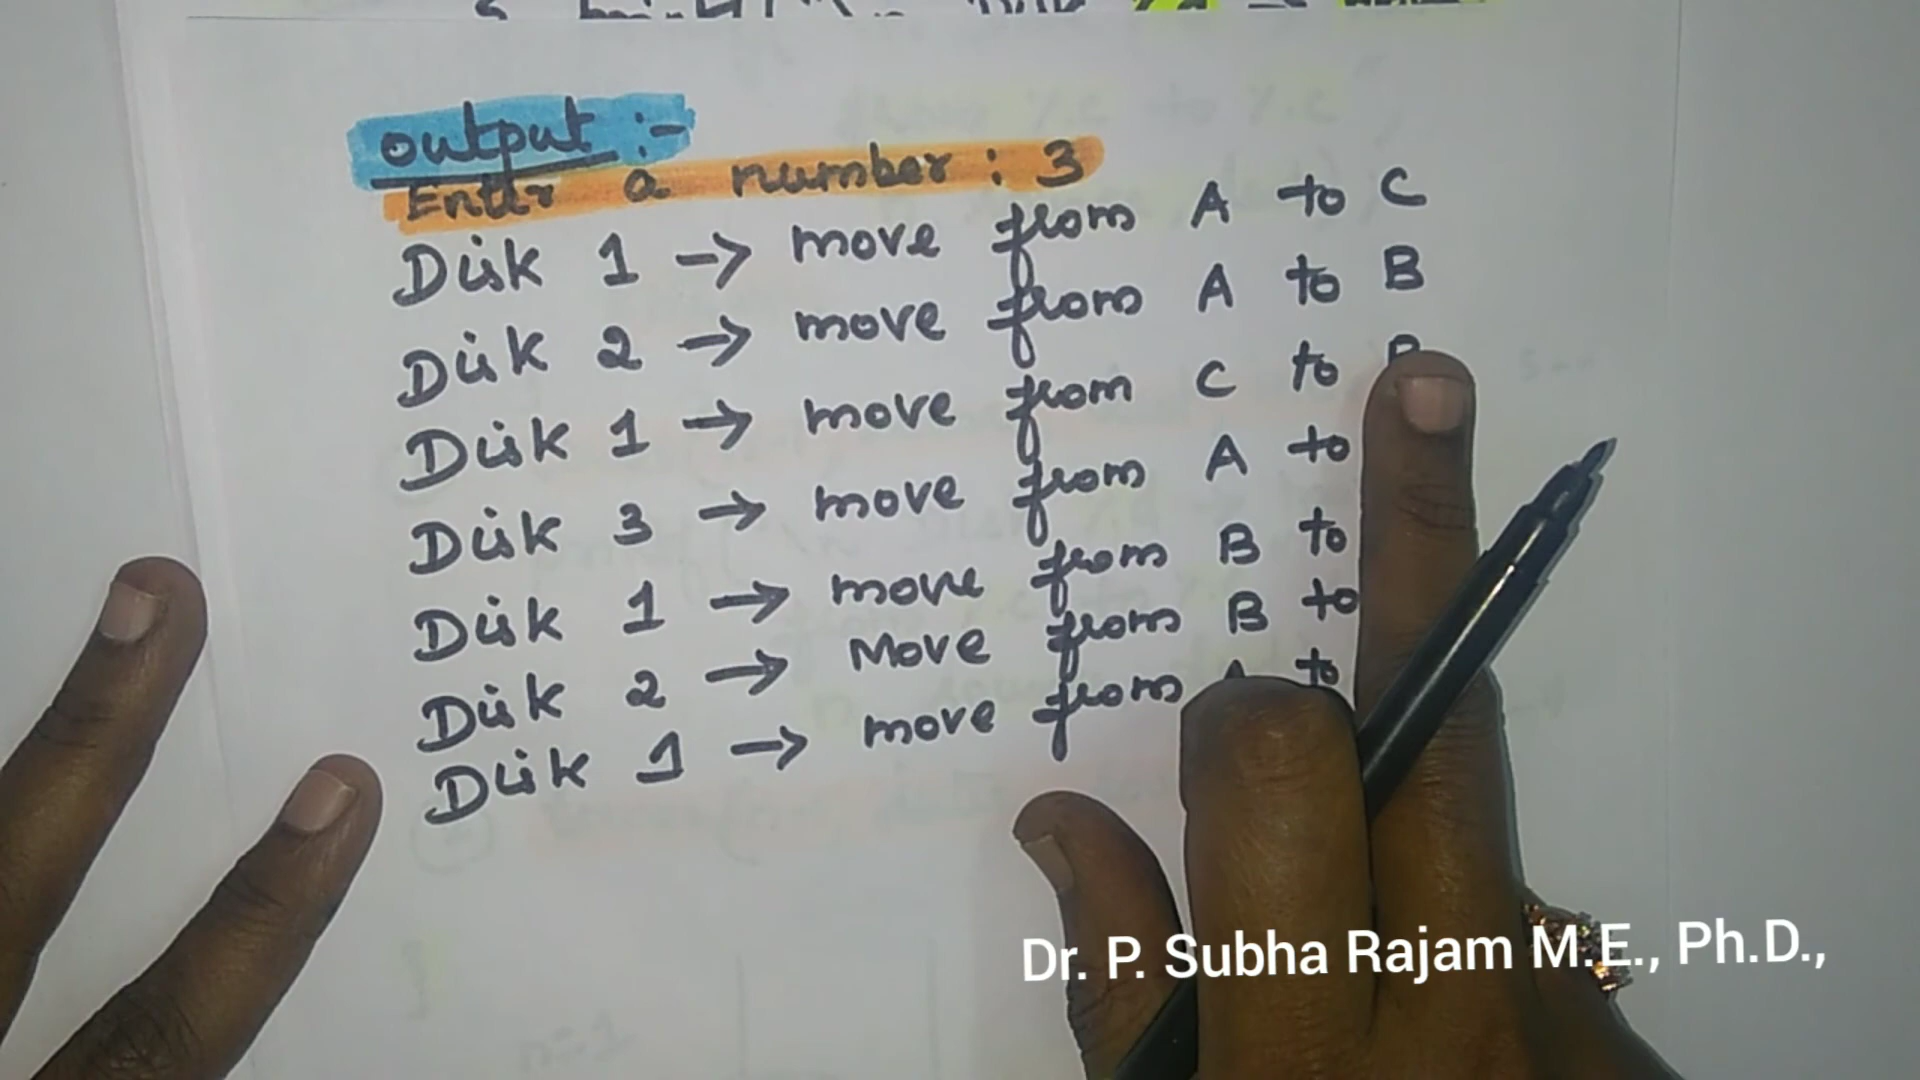 output :-
Enter a number : 3
Disk 1 → move from A to C
Disk 2 → move from A to B
Disk 1 → move from C to
Disk 3 → move from A to
Disk 1 → move from B to
Disk 2 → Move from B to
Disk 1 → move from to
Dr. P. Subha Rajam M.E., Ph.D.,